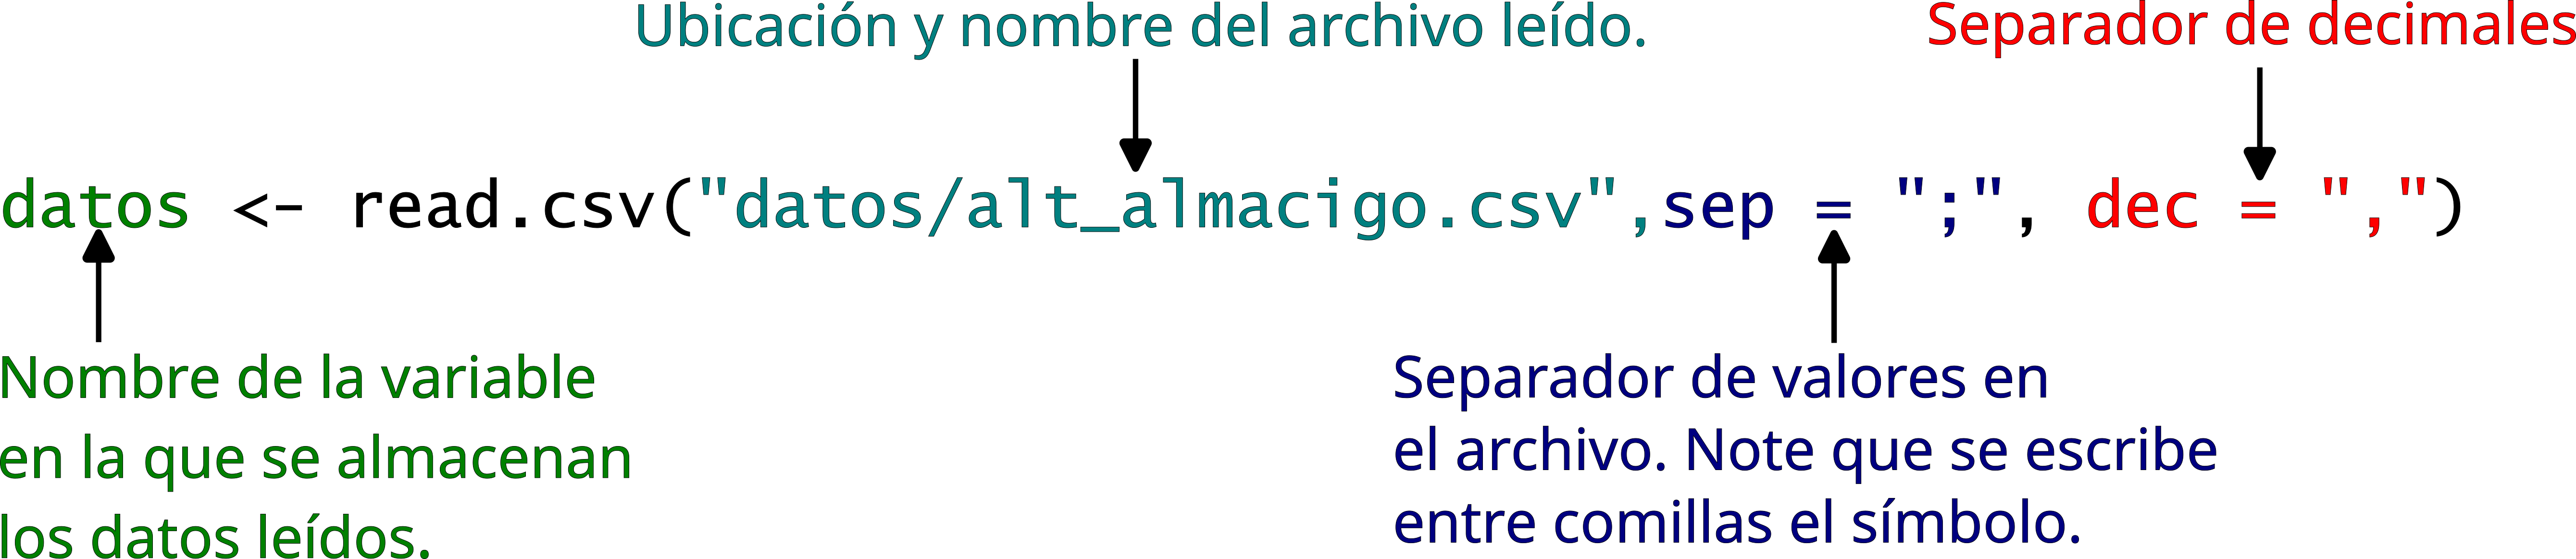 Ubicación y nombre del archivo leído.
Separador de decimales
datos <- read.csv("datos/alt_almacigo.csv",sep = ";", dec = ",")
Nombre de la variable
en la que se almacenan
los datos leídos.
Separador de valores en
el archivo. Note que se escribe
entre comillas el símbolo.